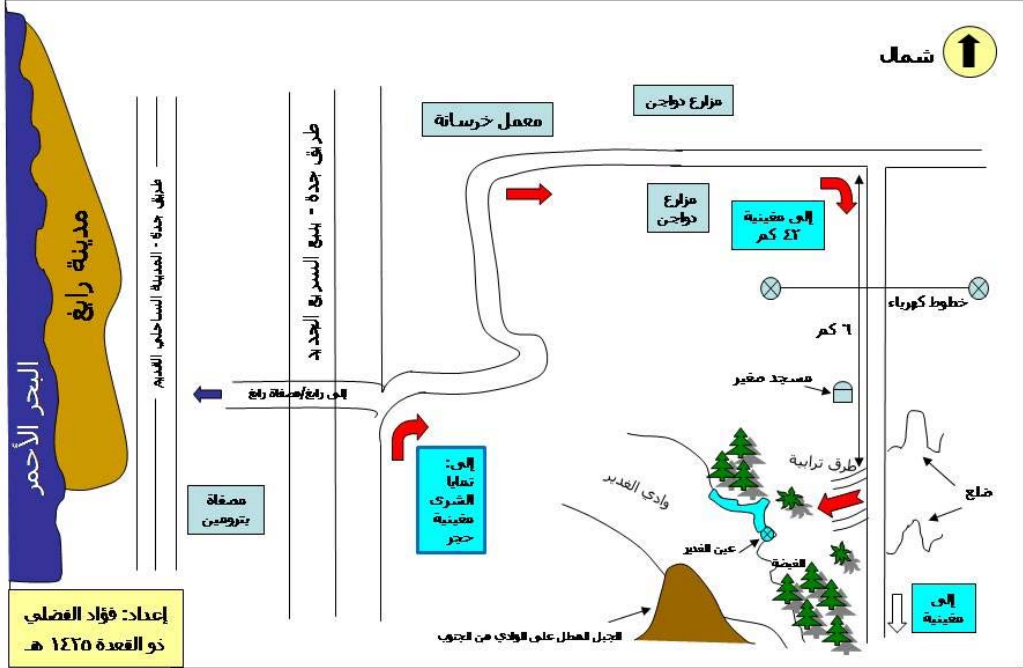 شمال
مزارع دواجن
معمل خرسانة
مزارع
دواجن
إلى مغينية
٤٢ كم
خطوط كهرباء
٦ كم
مسجد صغير
طريق جدة - ينبع السريع الجديد
طريق جدة - المدينة الساحلي القديم
مدينة رابغ
البحر الأحمر
إلى رابغ/مصفاة رابغ
إلى:
تمايا
الشرى
مغينية
حجر
مصفاة
بترومين
وادي الغدير
طرق ترابية
ضلع
عين الغدير
الغيضة
إلى
مغينية
الجبل المطل على الوادي من الجنوب
إعداد: فؤاد الفضلي
ذو القعدة ١٤٢٥ هـ